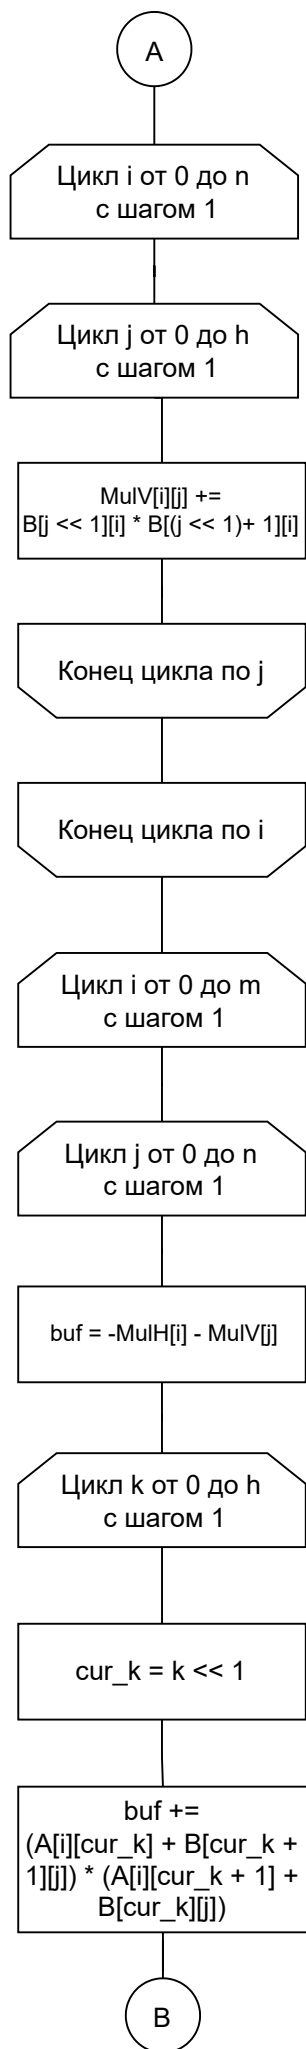 A
Цикл i от 0 до n
с шагом 1
Цикл j от 0 до h
с шагом 1
MulV[i][j] +=
B[j << 1][i] * B[(j << 1)+ 1][i]
Конец цикла по j
Конец цикла по i
Цикл i от 0 до m
с шагом 1
Цикл j от 0 до n
с шагом 1
buf = -MulH[i] - MulV[j]
Цикл k от 0 до h
с шагом 1
cur_k = k << 1
buf +=
(A[i][cur_k] + B[cur_k +
1][j]) * (A[i][cur_k + 1] +
B[cur_k][j])
B